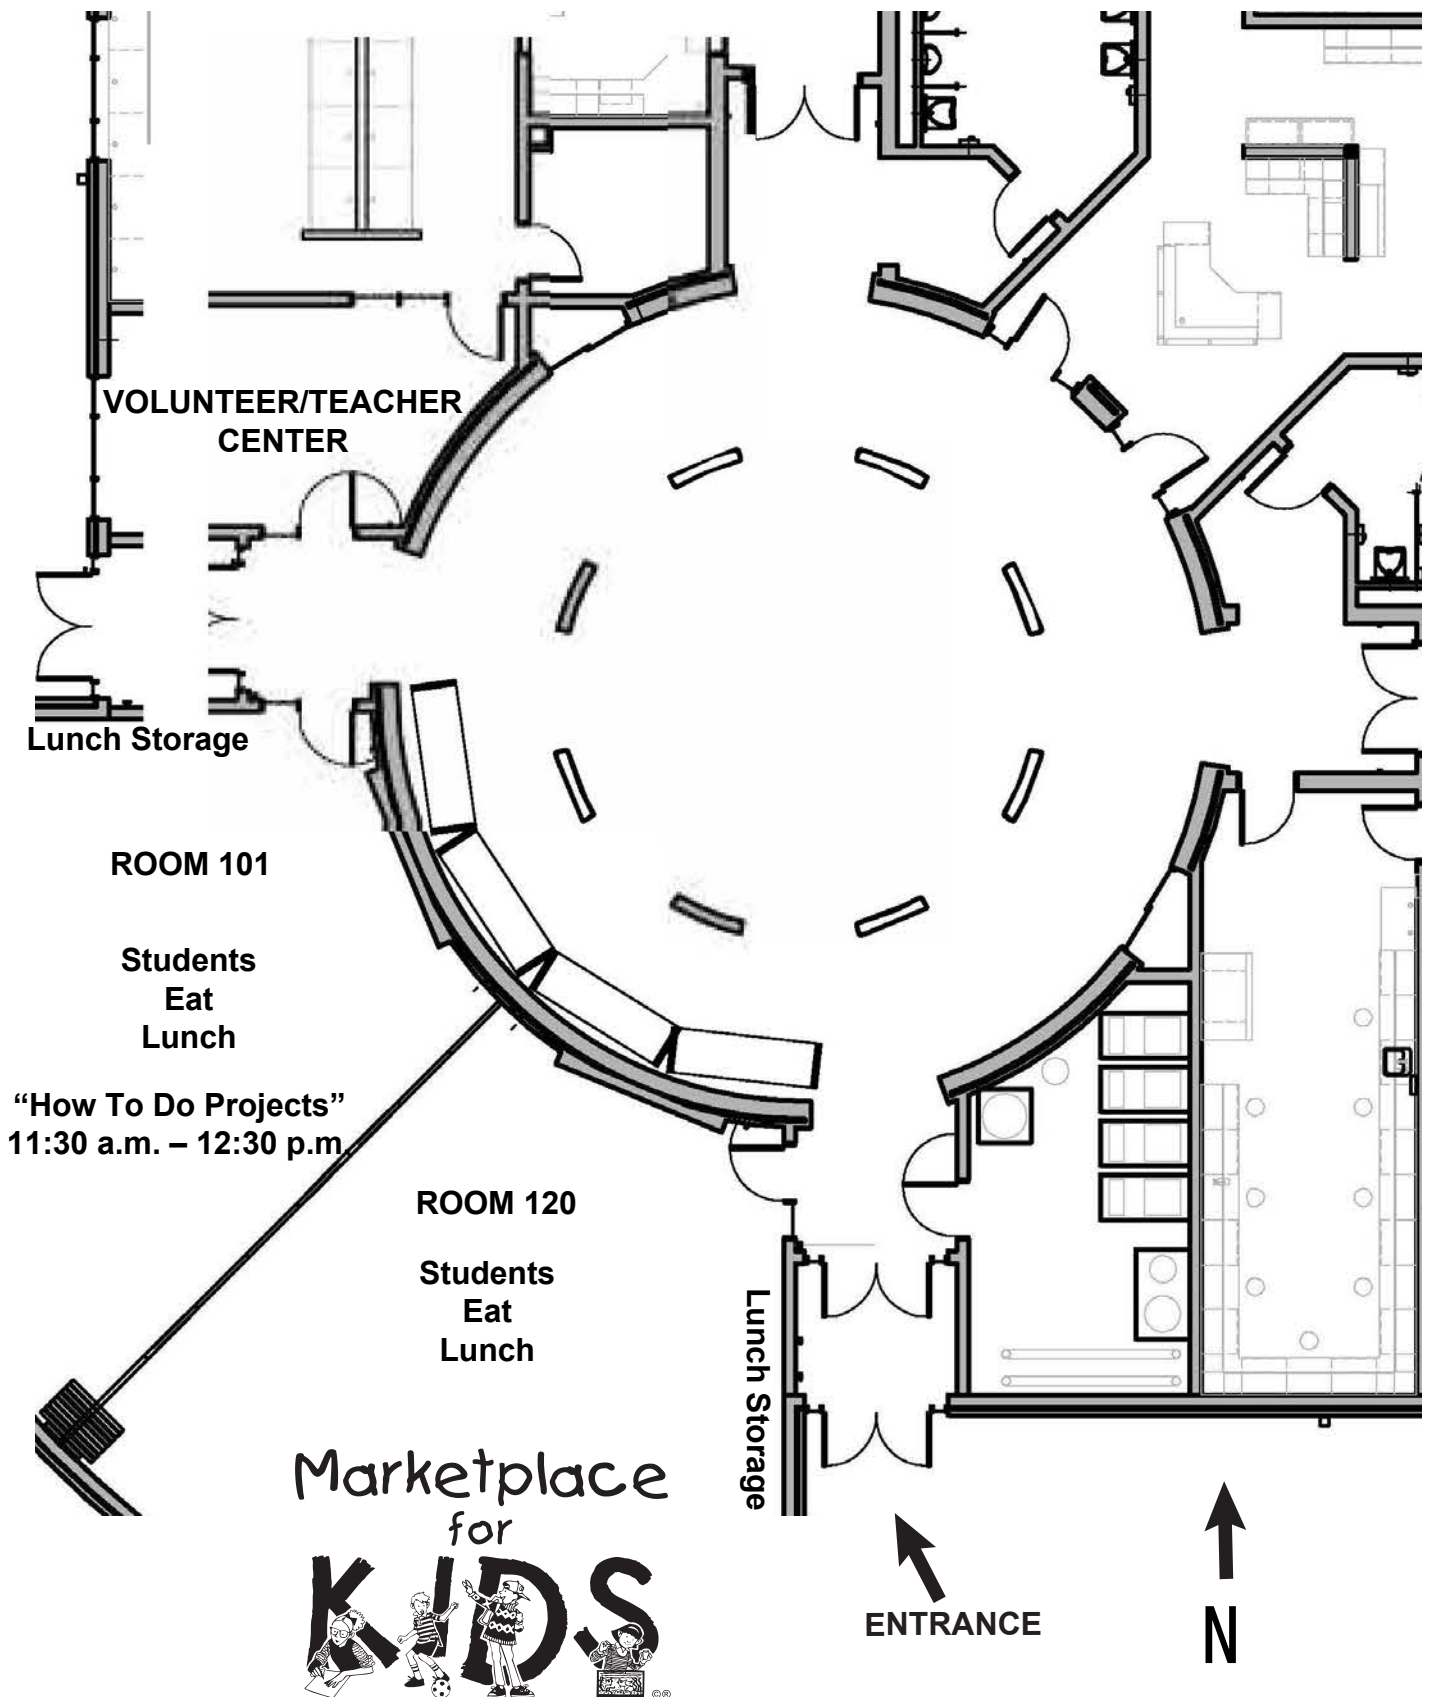 VOLUNTEER/TEACHER
CENTER
Lunch Storage
ROOM 101
Students
Eat
Lunch
“How To Do Projects”
11:30 a.m. – 12:30 p.m.
ROOM 120
Students
Eat
Lunch
Lunch Storage
Marketplace
for
KIDS
©®
ENTRANCE
N